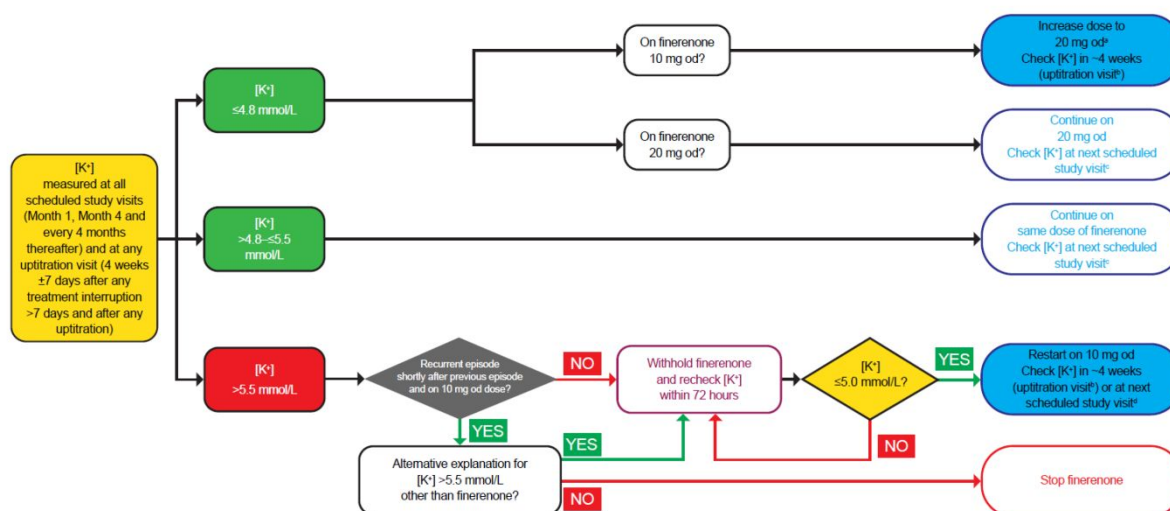 [K⁺]
measured at all
scheduled study visits
(Month 1, Month 4 and
every 4 months
thereafter) and at any
uptitration visit (4 weeks
±7 days after any
treatment interruption
>7 days and after any
uptitration)
[K⁺]
≤4.8 mmol/L
On finerenone
10 mg od?
Increase dose to
20 mg odᵃ
Check [K⁺] in ~4 weeks
(uptitration visitᵇ)
On finerenone
20 mg od?
Continue on
20 mg od
Check [K⁺] at next scheduled
study visitᶜ
[K⁺]
>4.8–≤5.5
mmol/L
Continue on
same dose of finerenone
Check [K⁺] at next scheduled
study visitᶜ
[K⁺]
>5.5 mmol/L
Recurrent episode
shortly after previous episode
and on 10 mg od dose?
NO
Withhold finerenone
and recheck [K⁺]
within 72 hours
[K⁺]
≤5.0 mmol/L?
YES
Restart on 10 mg od
Check [K⁺] in ~4 weeks
(uptitration visitᵇ) or at next
scheduled study visitᵈ
NO
YES
Alternative explanation for
[K⁺] >5.5 mmol/L
other than finerenone?
YES
NO
Stop finerenone